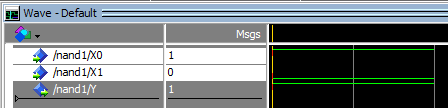 Wave - Default
Msgs
/nand1/X0 1
/nand1/X1 0
/nand1/Y 1